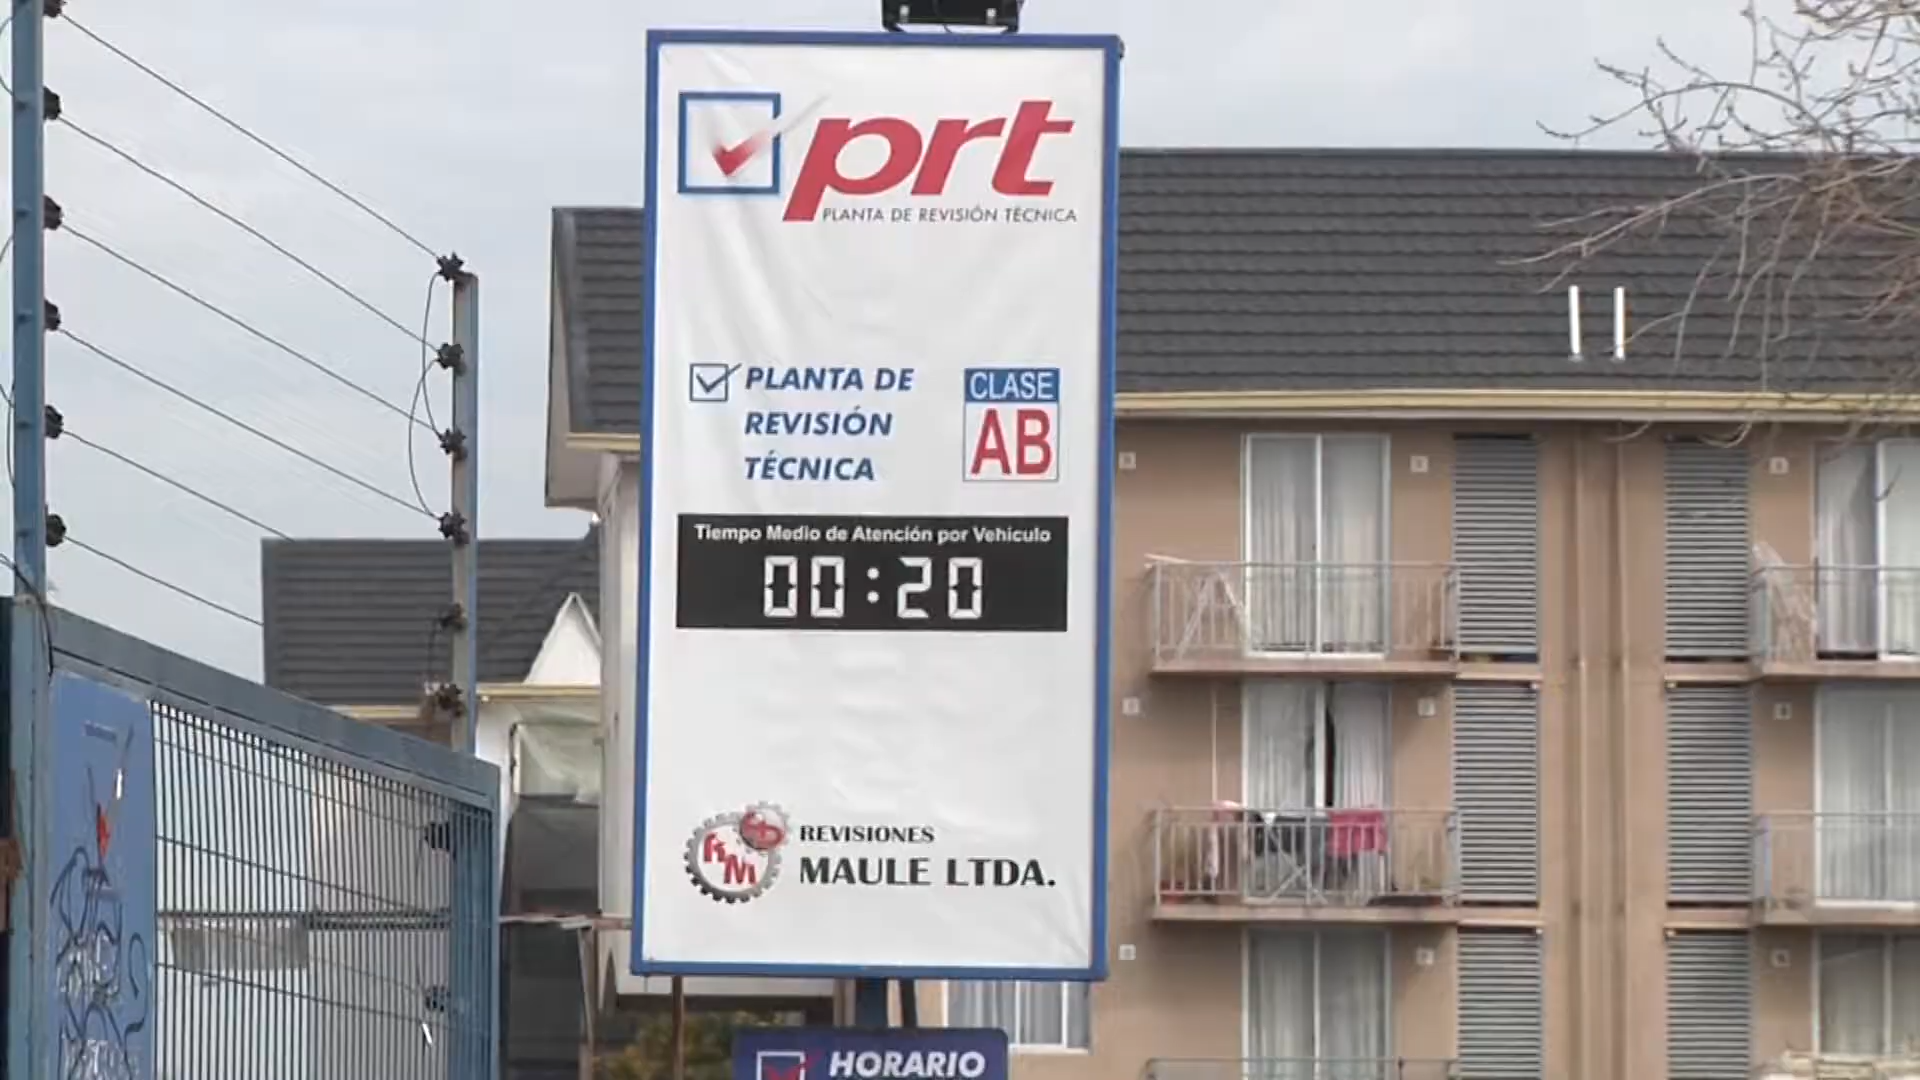 prt
PLANTA DE REVISIÓN TÉCNICA
PLANTA DE
REVISIÓN
TÉCNICA
CLASE
AB
Tiempo Medio de Atención por Vehiculo
00:20
RM
REVISIONES
MAULE LTDA.
HORARIO